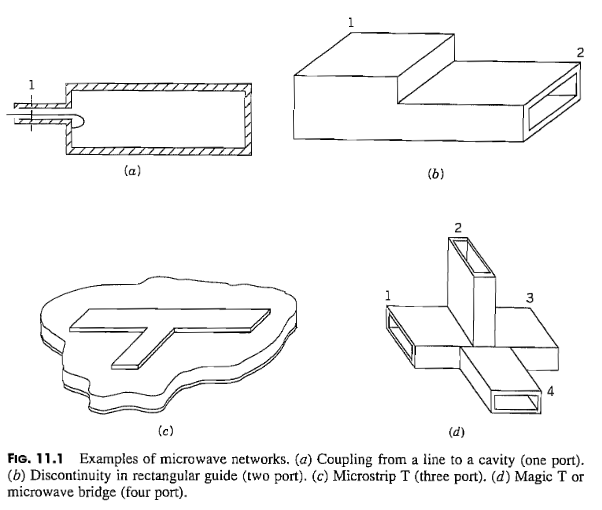 1
1
2
(a)
(b)
2
1
3
4
(c)
(d)
FIG. 11.1 Examples of microwave networks. (a) Coupling from a line to a cavity (one port).
(b) Discontinuity in rectangular guide (two port). (c) Microstrip T (three port). (d) Magic T or
microwave bridge (four port).